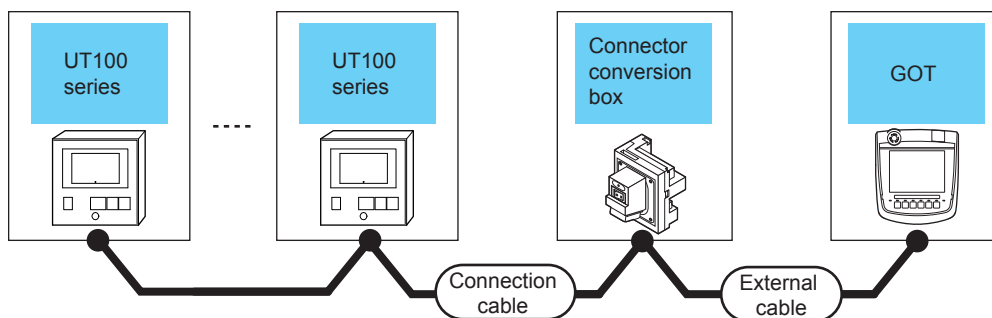 UT100
series
UT100
series
Connector
conversion
box
GOT
Connection
cable
External
cable